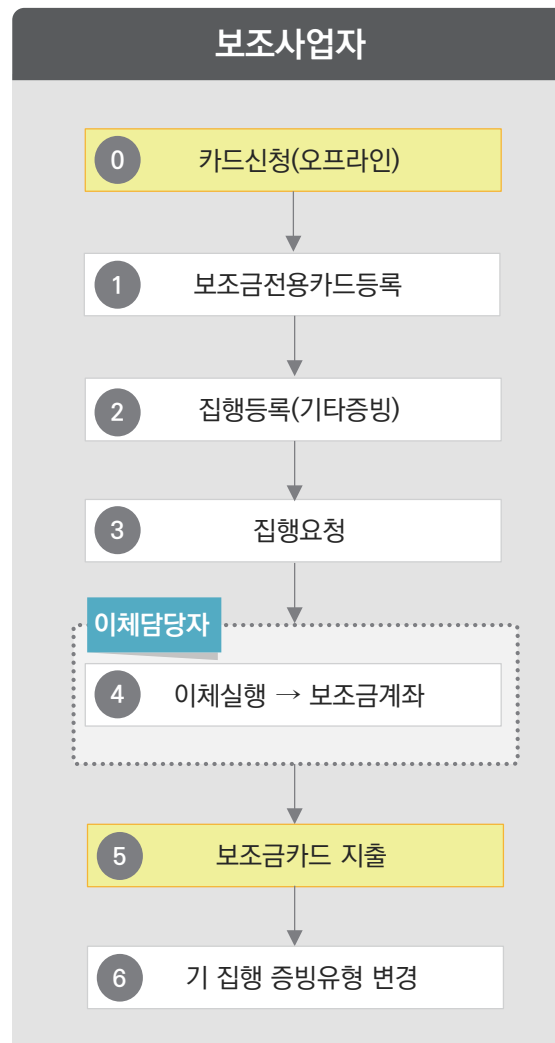 보조사업자
0 카드신청(오프라인)
1 보조금전용카드등록
2 집행등록(기타증빙)
3 집행요청
이체담당자
4 이체실행 → 보조금계좌
5 보조금카드 지출
6 기 집행 증빙유형 변경